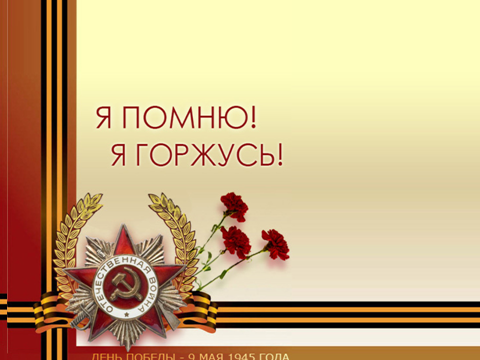 Я ПОМНЮ!
Я ГОРЖУСЬ!
ОТЕЧЕСТВЕННАЯ ВОЙНА
ДЕНЬ ПОБЕДЫ - 9 МАЯ 1945 ГОДА